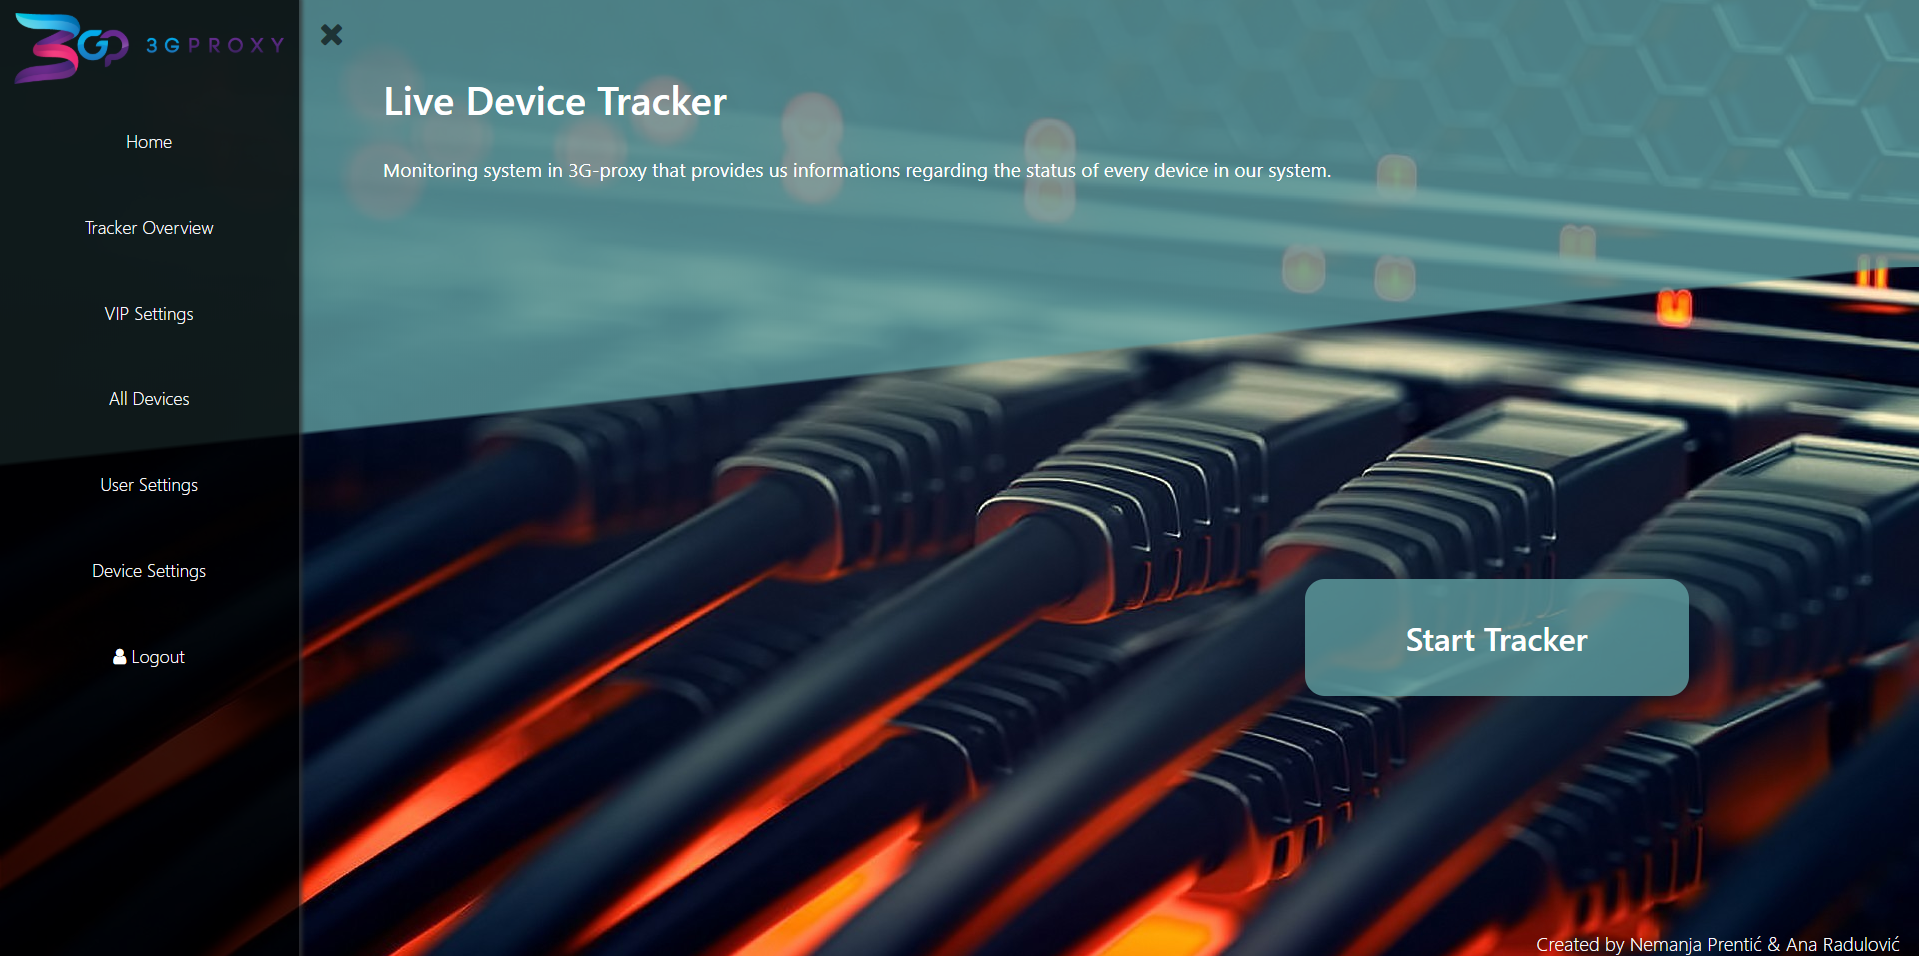 3GP 3GPROXY
Home
Tracker Overview
VIP Settings
All Devices
User Settings
Device Settings
Logout
Live Device Tracker
Monitoring system in 3G-proxy that provides us informations regarding the status of every device in our system.
Start Tracker
Created by Nemanja Prentić & Ana Radulović